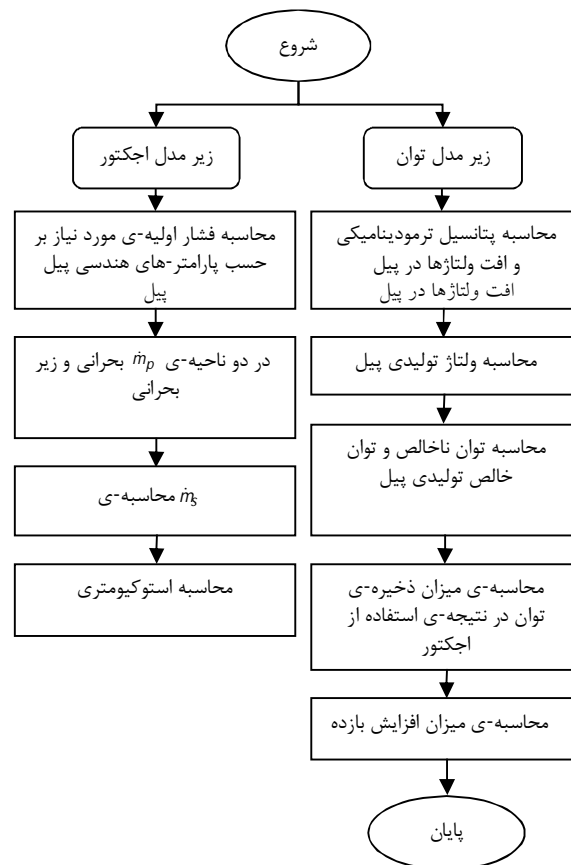 شروع
زیر مدل توان
زیر مدل اجکتور
محاسبه پتانسیل ترمودینامیکی
و افت ولتاژها در پیل
افت ولتاژها در پیل
محاسبه فشار اولیه-ی مورد نیاز بر
حسب پارامتر-های هندسی پیل
پیل
محاسبه ولتاژ تولیدی پیل
در دو ناحیه-ی ṁp بحرانی و زیر
بحرانی
محاسبه توان ناخالص و توان
خالص تولیدی پیل
ṁs محاسبه-ی
محاسبه-ی میزان ذخیره-ی
توان در نتیجه-ی استفاده از
اجکتور
محاسبه استوکیومتری
محاسبه-ی میزان افزایش بازده
پایان